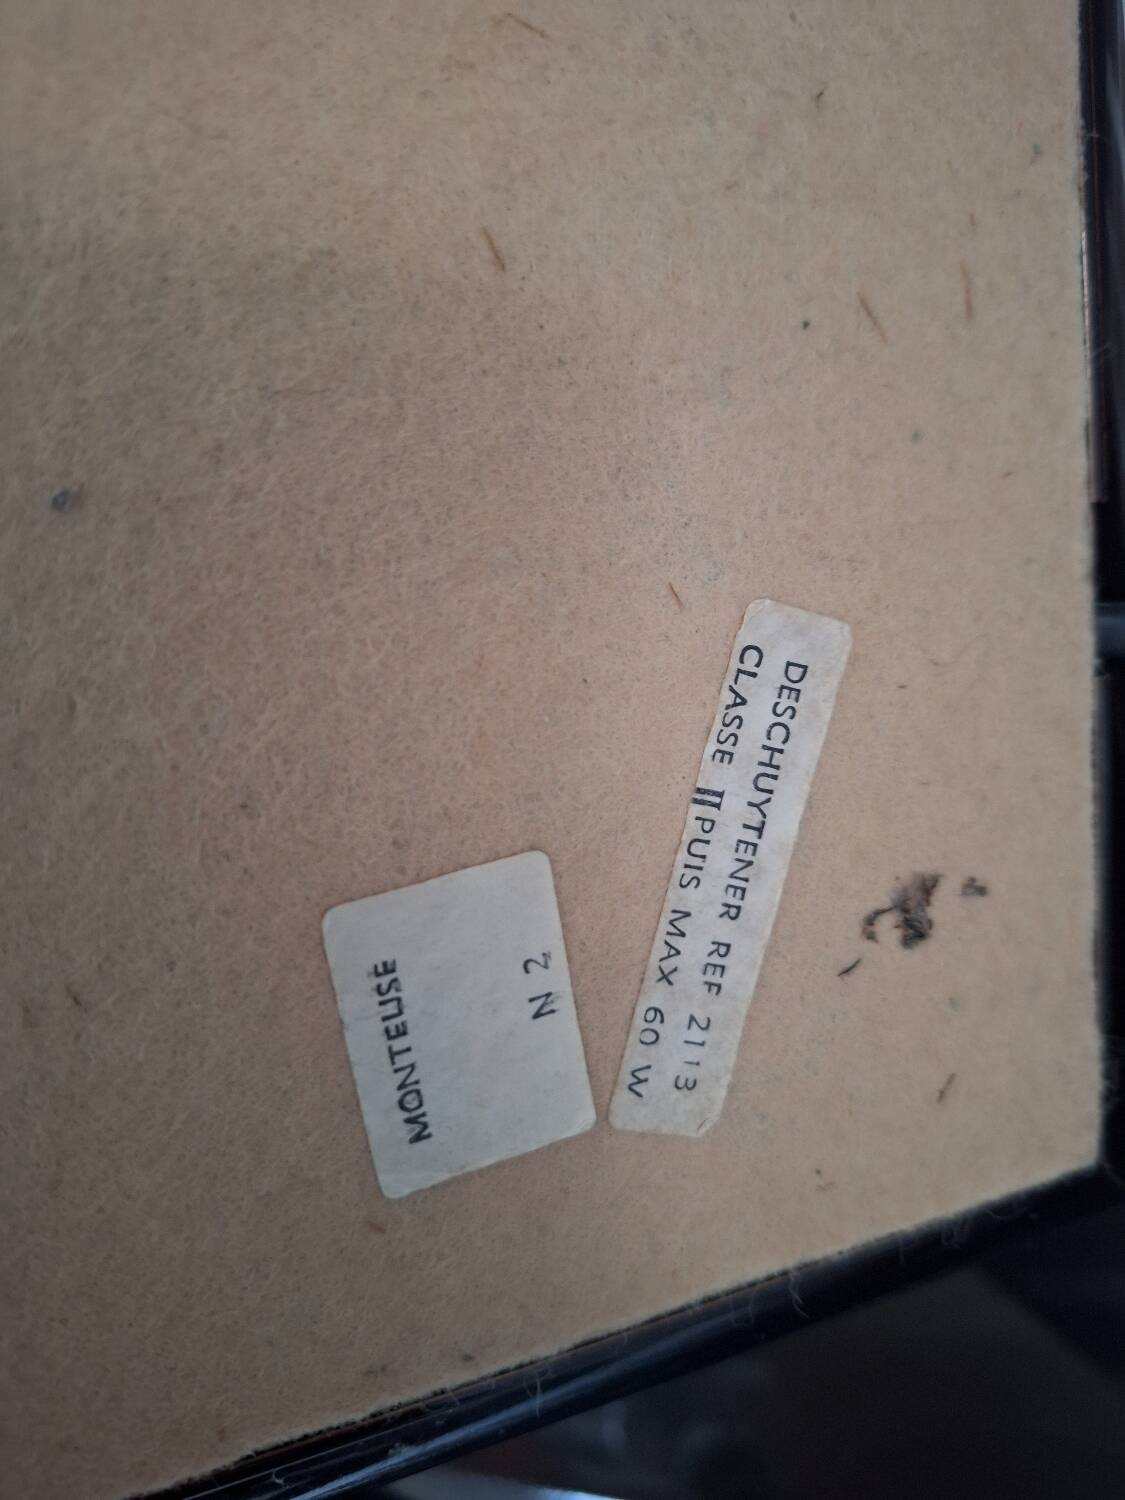 DESCHUYTENER REF 2113
CLASSE II PUIS MAX 60 W
MONTEUSE
N 2